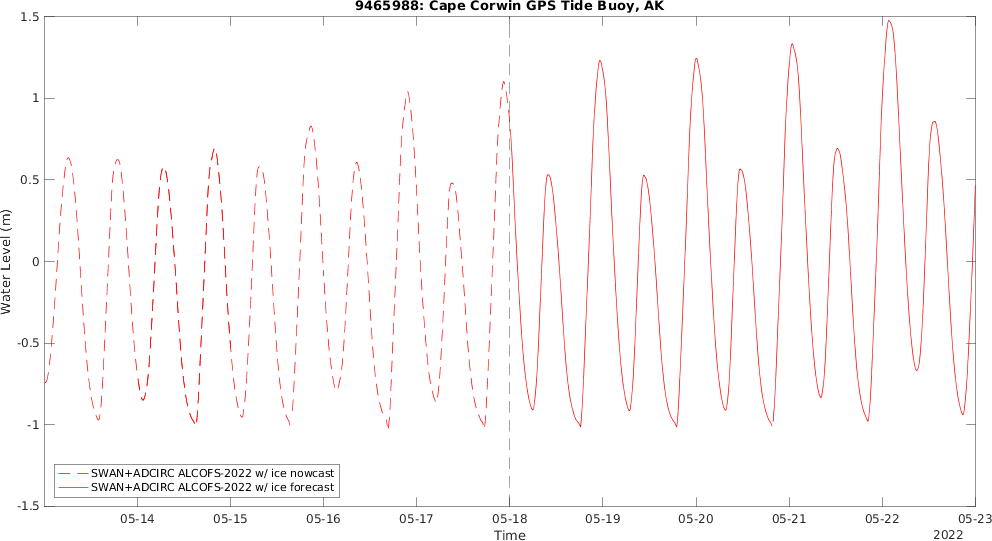 9465988: Cape Corwin GPS Tide Buoy, AK
1.5
1
0.5
0
-0.5
-1
-1.5
Water Level (m)
SWAN+ADCIRC ALCOFS-2022 w/ ice nowcast
SWAN+ADCIRC ALCOFS-2022 w/ ice forecast
05-14 05-15 05-16 05-17 05-18 05-19 05-20 05-21 05-22 05-23
Time
2022